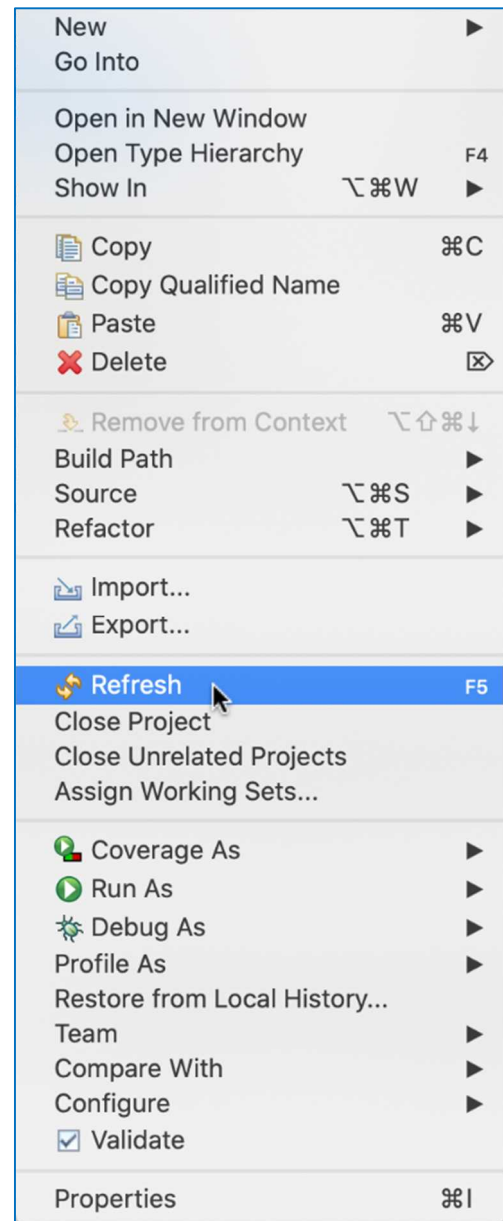 New ▶
Go Into
Open in New Window
Open Type Hierarchy F4
Show In ⌥⌘W ▶
Copy ⌘C
Copy Qualified Name
Paste ⌘V
Delete ⌦
Remove from Context ⌥⇧⌘↓
Build Path ▶
Source ⌥⌘S ▶
Refactor ⌥⌘T ▶
Import...
Export...
Refresh F5
Close Project
Close Unrelated Projects
Assign Working Sets...
Coverage As ▶
Run As ▶
Debug As ▶
Profile As ▶
Restore from Local History...
Team ▶
Compare With ▶
Configure ▶
Validate
Properties ⌘I